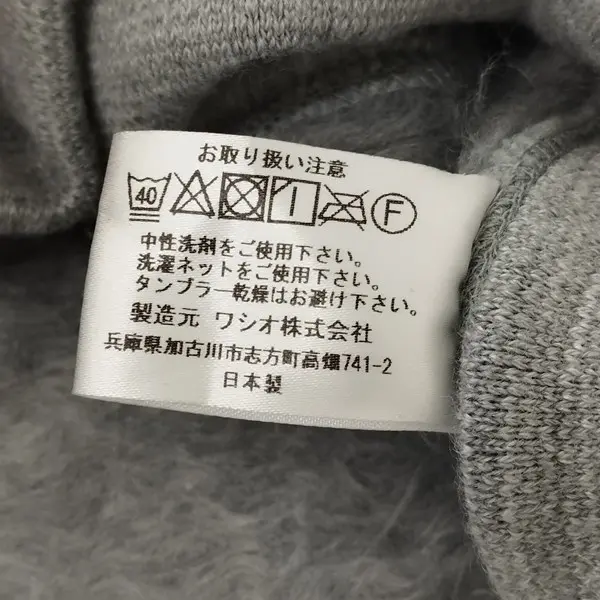 お取り扱い注意
40 F
中性洗剤をご使用下さい。
洗濯ネットをご使用下さい。
タンブラー乾燥はお避け下さい。
製造元 ワシオ株式会社
兵庫県加古川市志方町高畑741-2
日本製